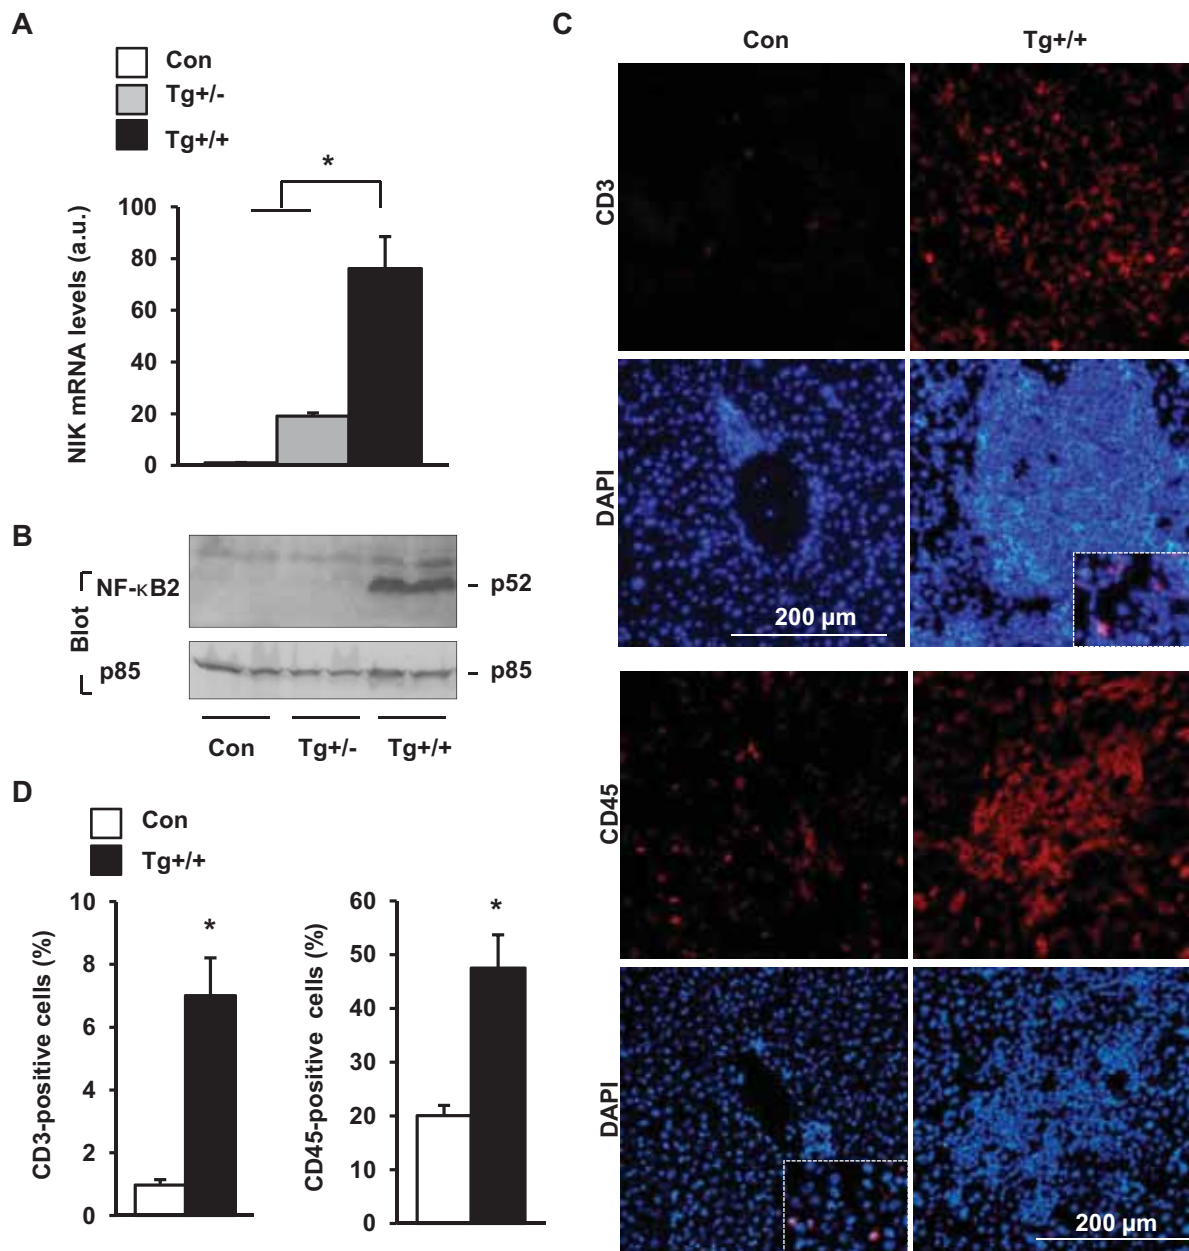 A
Con
Tg+/-
Tg+/+
*
NIK mRNA levels (a.u.)
100
80
60
40
20
0
B
Blot
NF-κB2
p52
p85
p85
Con
Tg+/-
Tg+/+
C
Con
Tg+/+
CD3
DAPI
200 µm
CD45
DAPI
200 µm
D
Con
Tg+/+
CD3-positive cells (%)
10
8
6
4
2
0
*
CD45-positive cells (%)
60
50
40
30
20
10
0
*